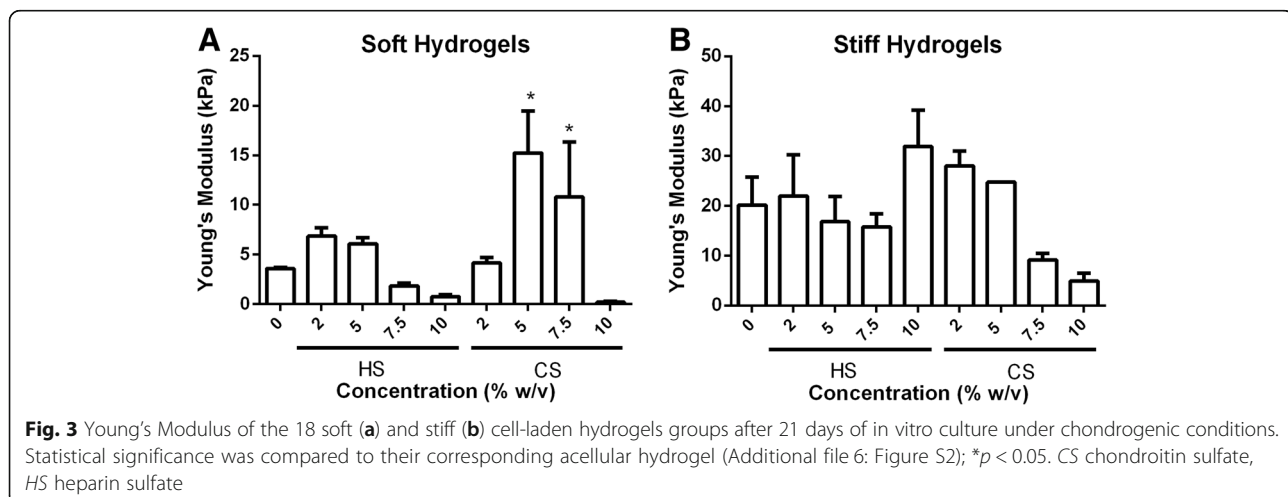 A
Soft Hydrogels
Young's Modulus (kPa)
25
20
15
10
5
0
* *
0 2 5 7.5 10 2 5 7.5 10
HS CS
Concentration (% w/v)
B
Stiff Hydrogels
Young's Modulus (kPa)
50
40
30
20
10
0
0 2 5 7.5 10 2 5 7.5 10
HS CS
Concentration (% w/v)
Fig. 3 Young's Modulus of the 18 soft (a) and stiff (b) cell-laden hydrogels groups after 21 days of in vitro culture under chondrogenic conditions.
Statistical significance was compared to their corresponding acellular hydrogel (Additional file 6: Figure S2); *p < 0.05. CS chondroitin sulfate,
HS heparin sulfate